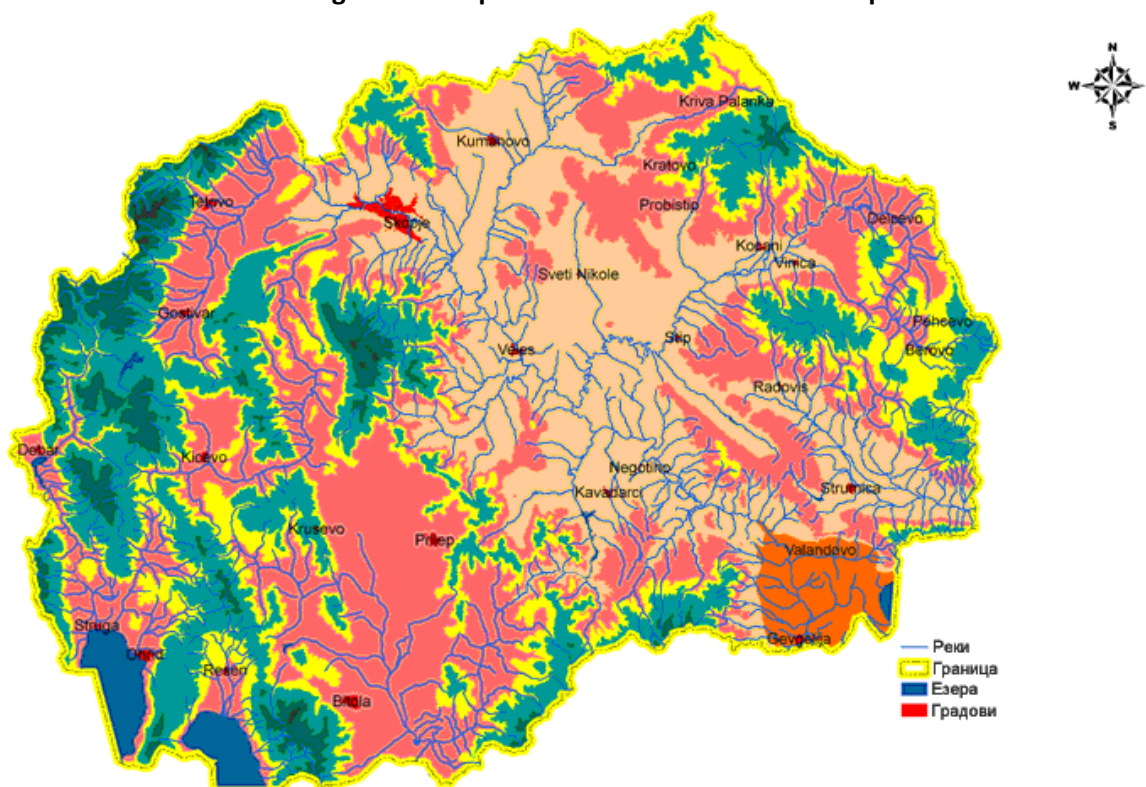 N
W
S
Kriva Palanka
Kumanovo
Kratovo
Tetovo
Probistip
Delcevo
Skopje
Kocani
Vinica
Sveti Nikole
Gostivar
Pehcevo
Stip
Veles
Berovo
Radovis
Debar
Kicevo
Negotino
Kavadarci
Strumica
Krusevo
Prilep
Valandovo
Struga
Gevgelija
Ohrid
Resen
Bitola
Реки
Граница
Езера
Градови